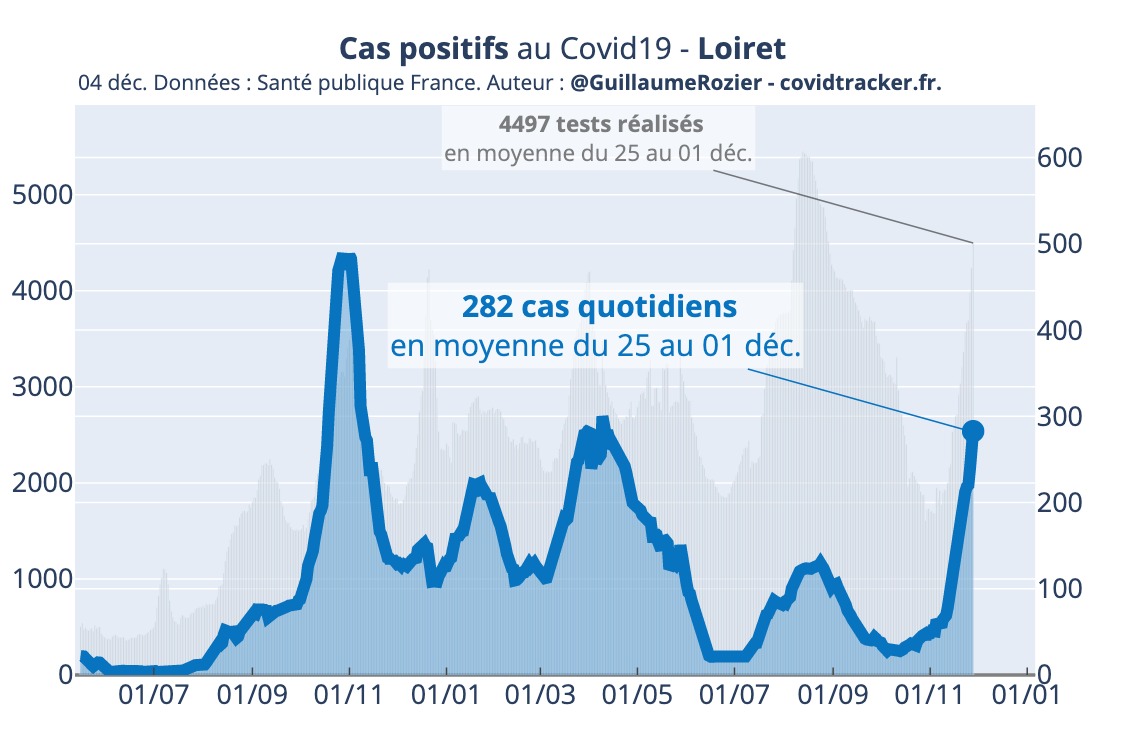 Cas positifs au Covid19 - Loiret
04 déc. Données : Santé publique France. Auteur : @GuillaumeRozier - covidtracker.fr.
4497 tests réalisés
en moyenne du 25 au 01 déc.
282 cas quotidiens
en moyenne du 25 au 01 déc.
5000
4000
3000
2000
1000
0
600
500
400
300
200
100
0
01/07 01/09 01/11 01/01 01/03 01/05 01/07 01/09 01/11 01/01